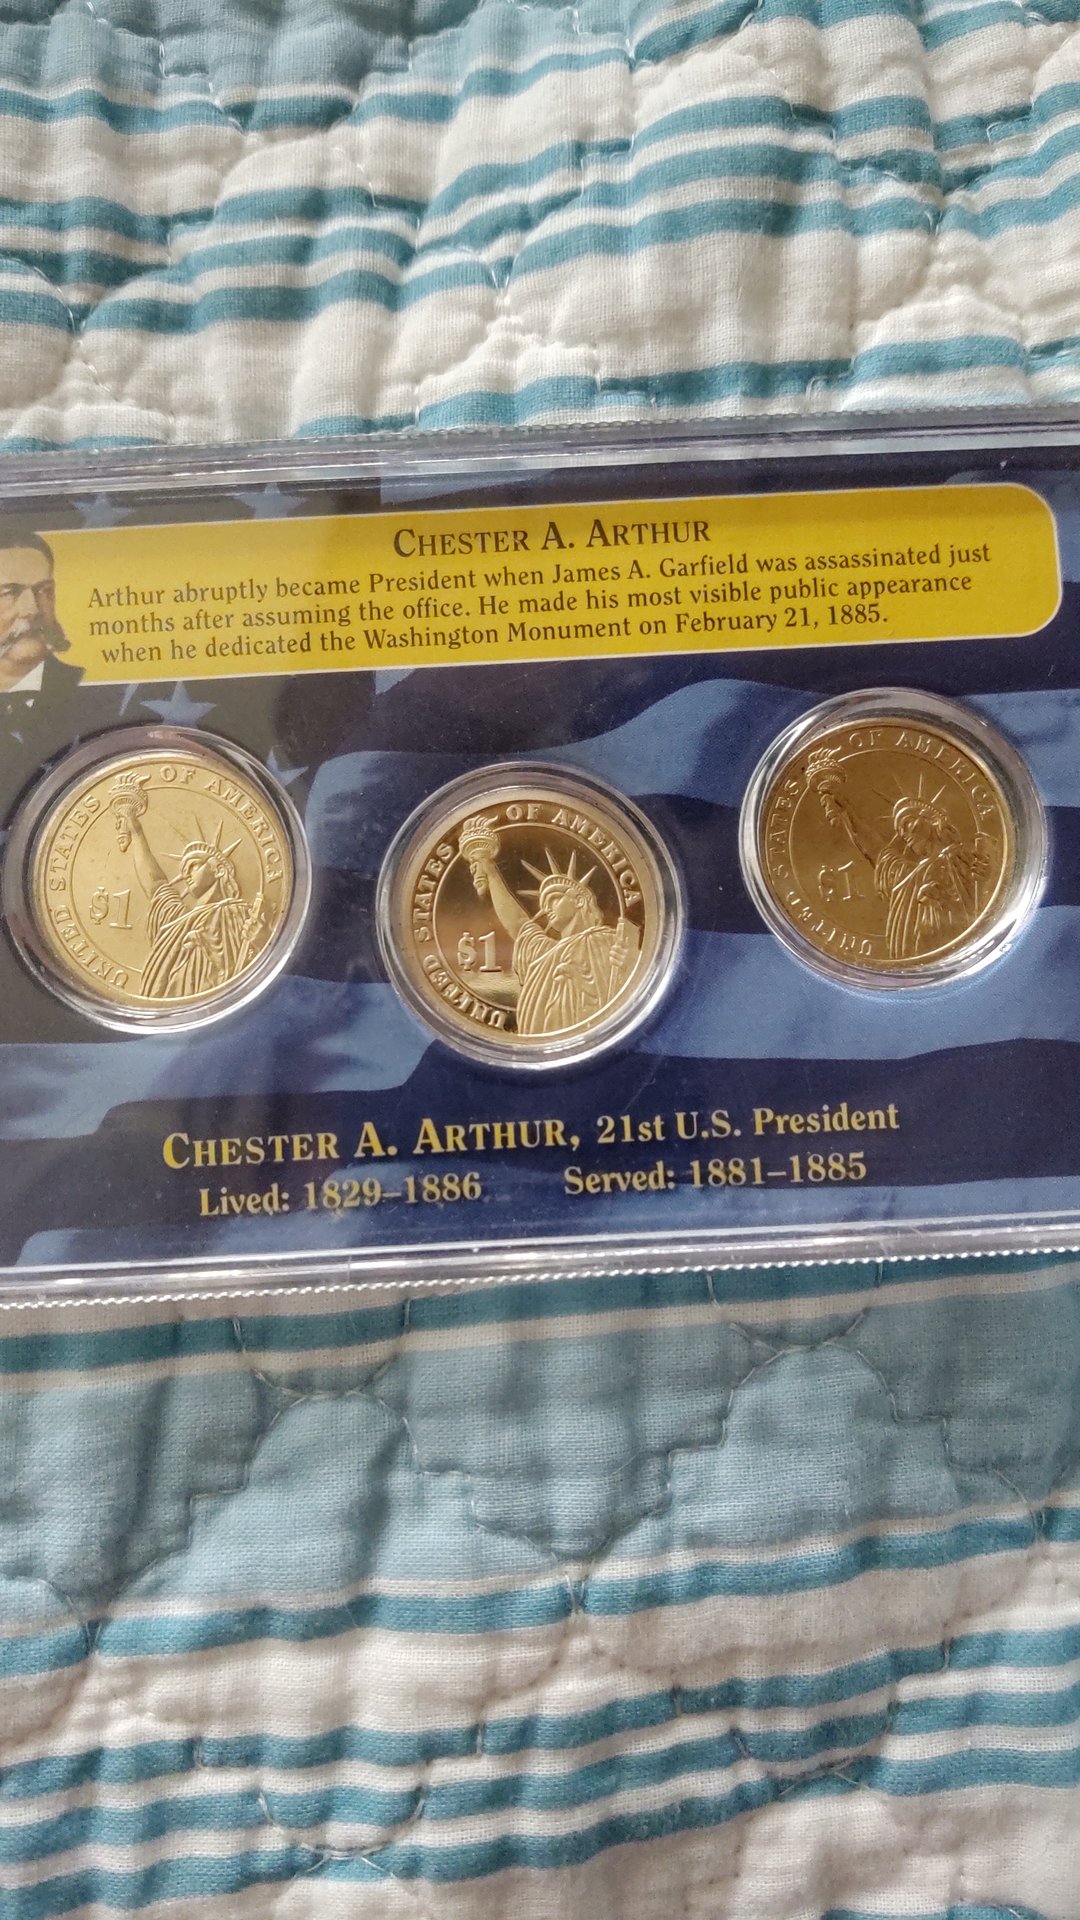 CHESTER A. ARTHUR
Arthur abruptly became President when James A. Garfield was assassinated just
months after assuming the office. He made his most visible public appearance
when he dedicated the Washington Monument on February 21, 1885.
UNITED STATES OF AMERICA
$1
UNITED STATES OF AMERICA
$1
UNITED STATES OF AMERICA
$1
CHESTER A. ARTHUR, 21st U.S. President
Lived: 1829–1886 Served: 1881–1885